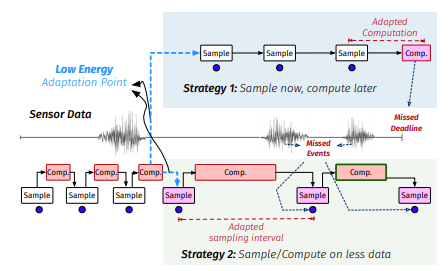 Adapted
Computation
Sample
Sample
Sample
Comp.
Low Energy
Adaptation Point
Strategy 1: Sample now, compute later
Sensor Data
Missed
Deadline
Missed
Events
Comp.
Comp.
Comp.
Comp.
Comp.
Sample
Sample
Sample
Sample
Sample
Sample
Adapted
sampling interval
Strategy 2: Sample/Compute on less data